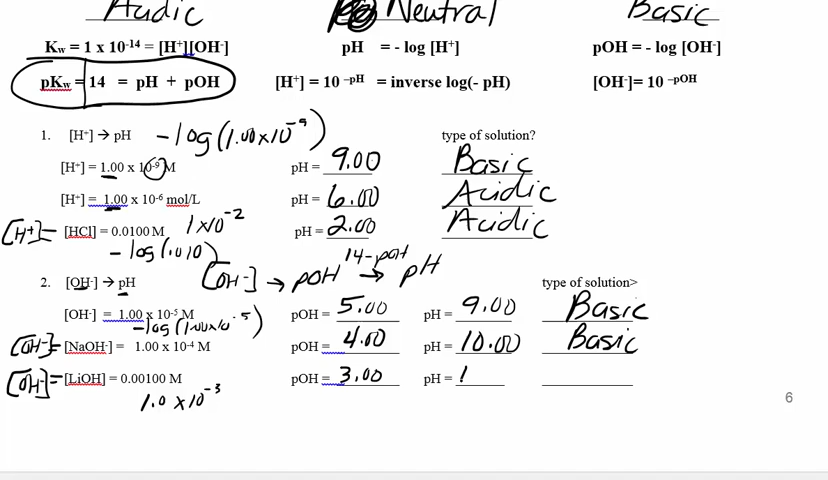 Acidic Neutral Basic
Kw = 1 x 10-14 = [H+][OH-] pH = - log [H+] pOH = - log [OH-]
pKw = 14 = pH + pOH [H+] = 10 –pH = inverse log(- pH) [OH-]= 10 –pOH
1. [H+] → pH -log(1.00x10-9) type of solution?
[H+] = 1.00 x 10-9 M pH = 9.00 Basic
[H+] = 1.00 x 10-6 mol/L pH = 6.00 Acidic
[H+]= [HCl] = 0.0100 M 1x10-2 pH = 2.00 Acidic
-log(.010)
14-pOH
2. [OH-] → pH [OH-] → pOH → pH type of solution>
[OH-] = 1.00 x 10-5 M pOH = 5.00 pH = 9.00 Basic
-log(1.00x10-5)
[OH-]= [NaOH-] = 1.00 x 10-4 M pOH = 4.00 pH = 10.00 Basic
[OH-]= [LiOH] = 0.00100 M pOH = 3.00 pH = 1
1.0 x 10-3
6